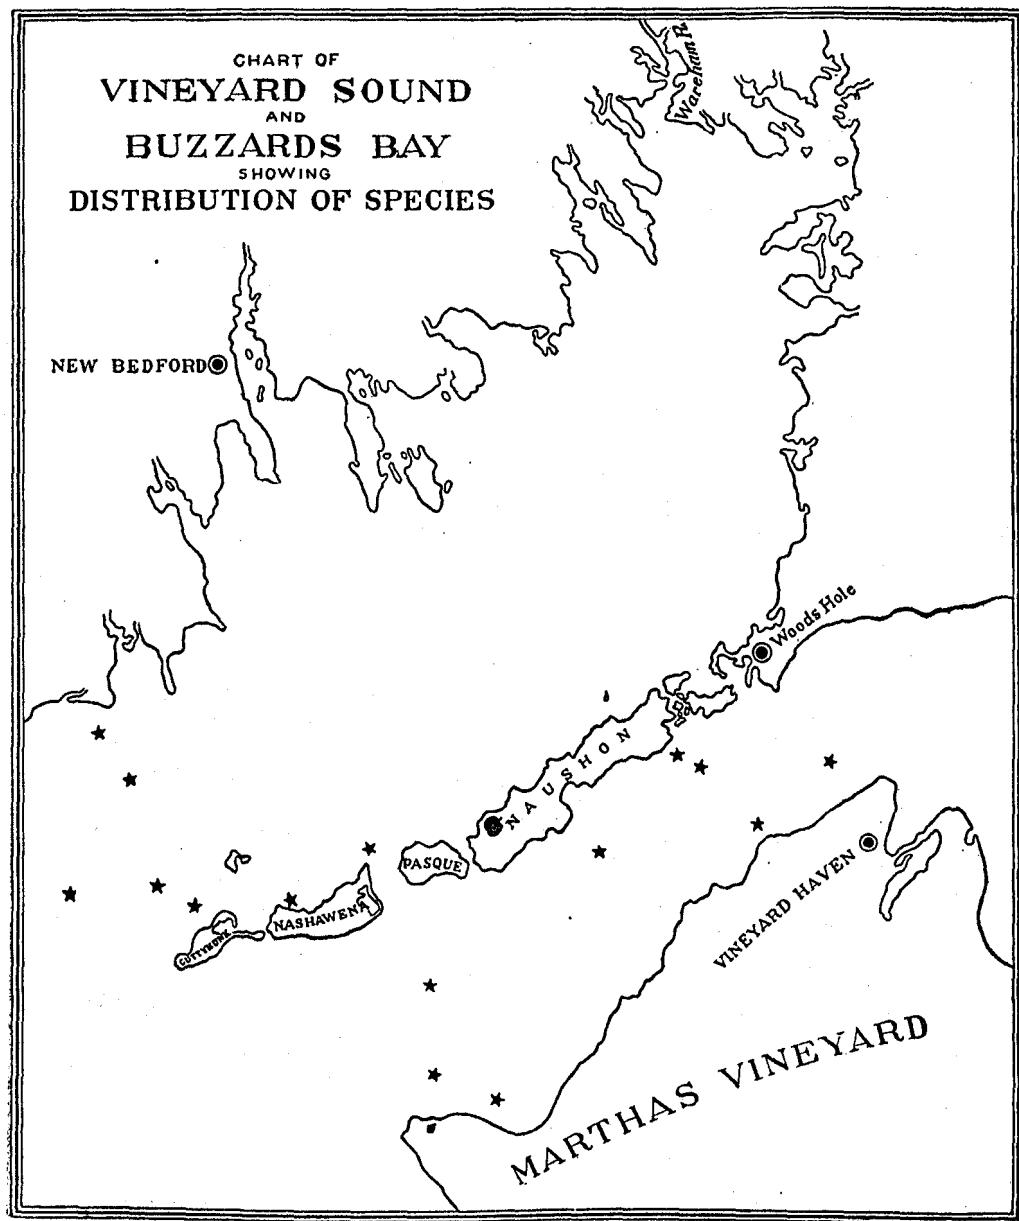 CHART OF
VINEYARD SOUND
AND
BUZZARDS BAY
SHOWING
DISTRIBUTION OF SPECIES
Wareham R.
NEW BEDFORD
Woods Hole
NAUSHON
PASQUE
NASHAWENA
CUTTYHUNK
VINEYARD HAVEN
MARTHAS VINEYARD